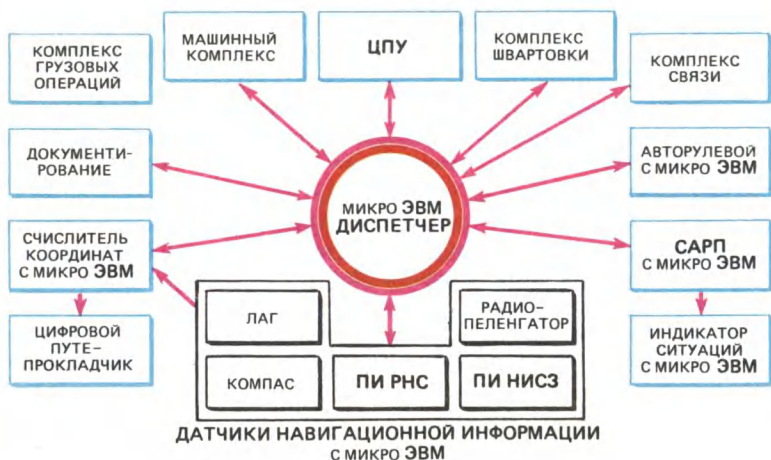 КОМПЛЕКС
ГРУЗОВЫХ
ОПЕРАЦИЙ
МАШИННЫЙ
КОМПЛЕКС
ЦПУ
КОМПЛЕКС
ШВАРТОВКИ
КОМПЛЕКС
СВЯЗИ
ДОКУМЕНТИ-
РОВАНИЕ
АВТОРУЛЕВОЙ
С МИКРО ЭВМ
МИКРО ЭВМ
ДИСПЕТЧЕР
СЧИСЛИТЕЛЬ
КООРДИНАТ
С МИКРО ЭВМ
САРП
С МИКРО ЭВМ
ЦИФРОВОЙ
ПУТЕ-
ПРОКЛАДЧИК
ЛАГ
РАДИО-
ПЕЛЕНГАТОР
ИНДИКАТОР
СИТУАЦИЙ
С МИКРО ЭВМ
КОМПАС
ПИ РНС
ПИ НИСЗ
ДАТЧИКИ НАВИГАЦИОННОЙ ИНФОРМАЦИИ
С МИКРО ЭВМ